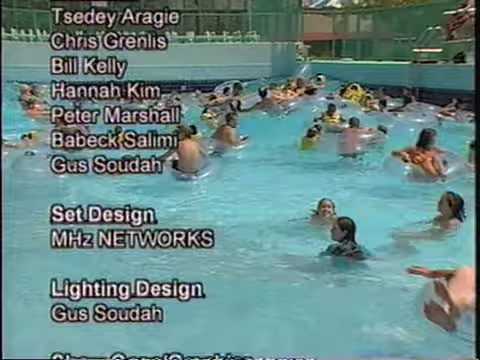 Tsedey Aragie
Chris Grenlis
Bill Kelly
Hannah Kim
Peter Marshall
Babeck Salimi
Gus Soudah
Set Design
MHz NETWORKS
Lighting Design
Gus Soudah